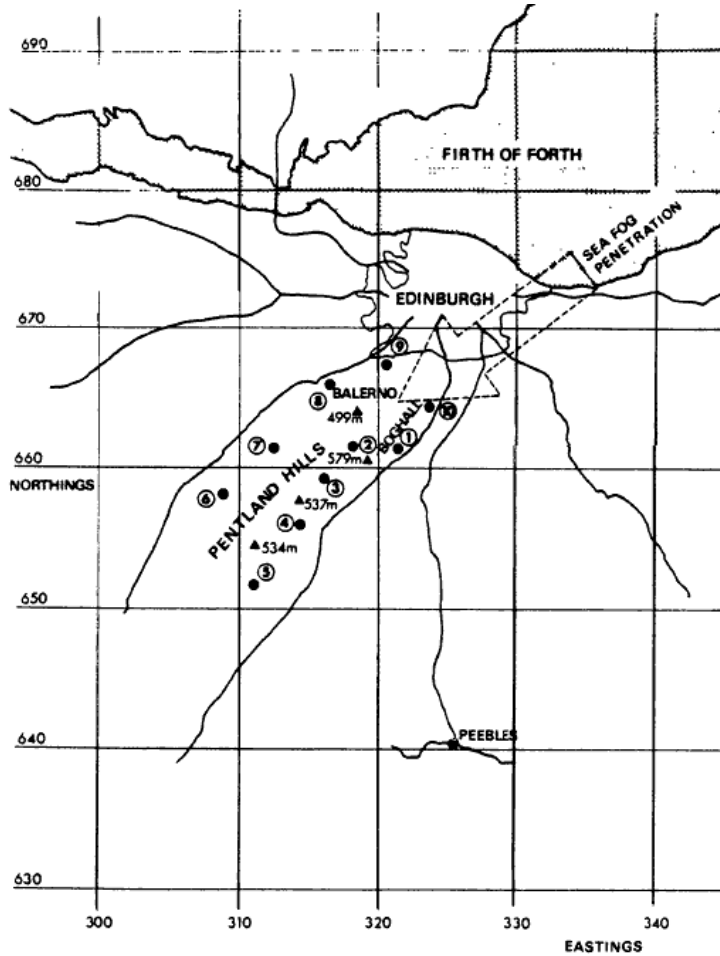 690
FIRTH OF FORTH
680
SEA FOG
PENETRATION
EDINBURGH
670
9
BALERNO
8
499m
BOGHALL
10
7
2
1
579m
660
PENTLAND HILLS
NORTHINGS
6
3
537m
4
534m
5
650
640
PEEBLES
630
300
310
320
330
340
EASTINGS